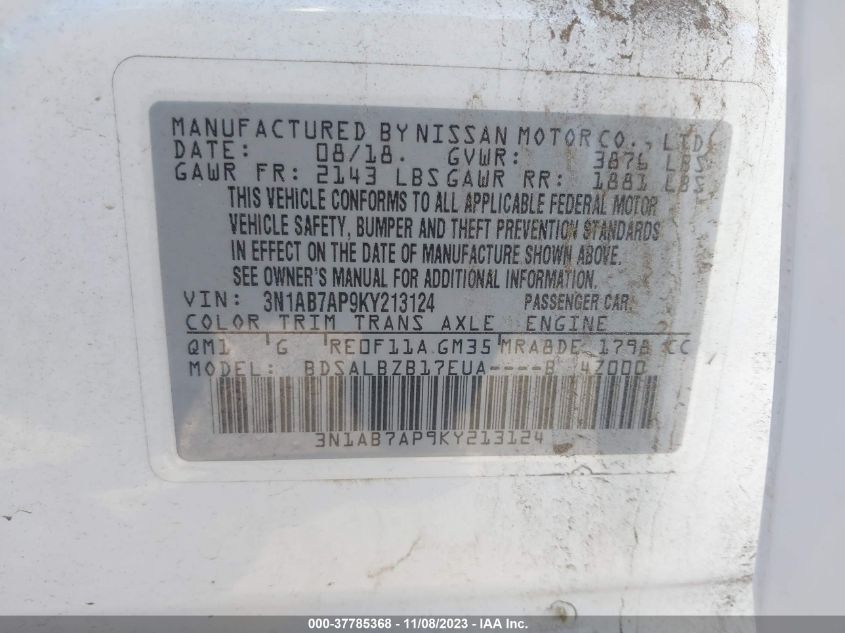 MANUFACTURED BY NISSAN MOTOR CO., LTD.
DATE: 08/18. GVWR: 3876 LBS
GAWR FR: 2143 LBS GAWR RR: 1881 LBS
THIS VEHICLE CONFORMS TO ALL APPLICABLE FEDERAL MOTOR
VEHICLE SAFETY, BUMPER AND THEFT PREVENTION STANDARDS
IN EFFECT ON THE DATE OF MANUFACTURE SHOWN ABOVE.
SEE OWNER'S MANUAL FOR ADDITIONAL INFORMATION.
VIN: 3N1AB7AP9KY213124 PASSENGER CAR
COLOR TRIM TRANS AXLE ENGINE
QM1 G RE0F11A GM35 MRA8DE 1798 CC
MODEL: BDSALBZB17EUA----B 4Z000
3N1AB7AP9KY213124
000-37785368 - 11/08/2023 - IAA Inc.